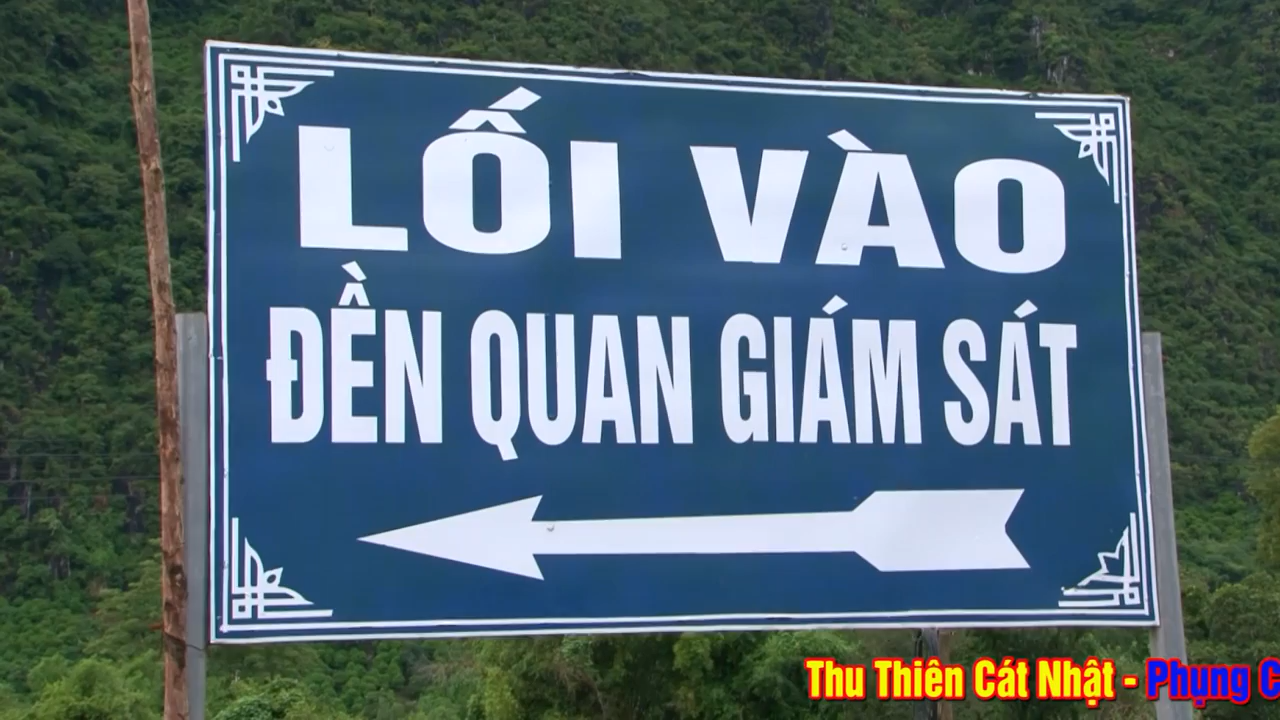 LỐI VÀO
ĐỀN QUAN GIÁM SÁT
Thu Thiên Cát Nhật - Phụng